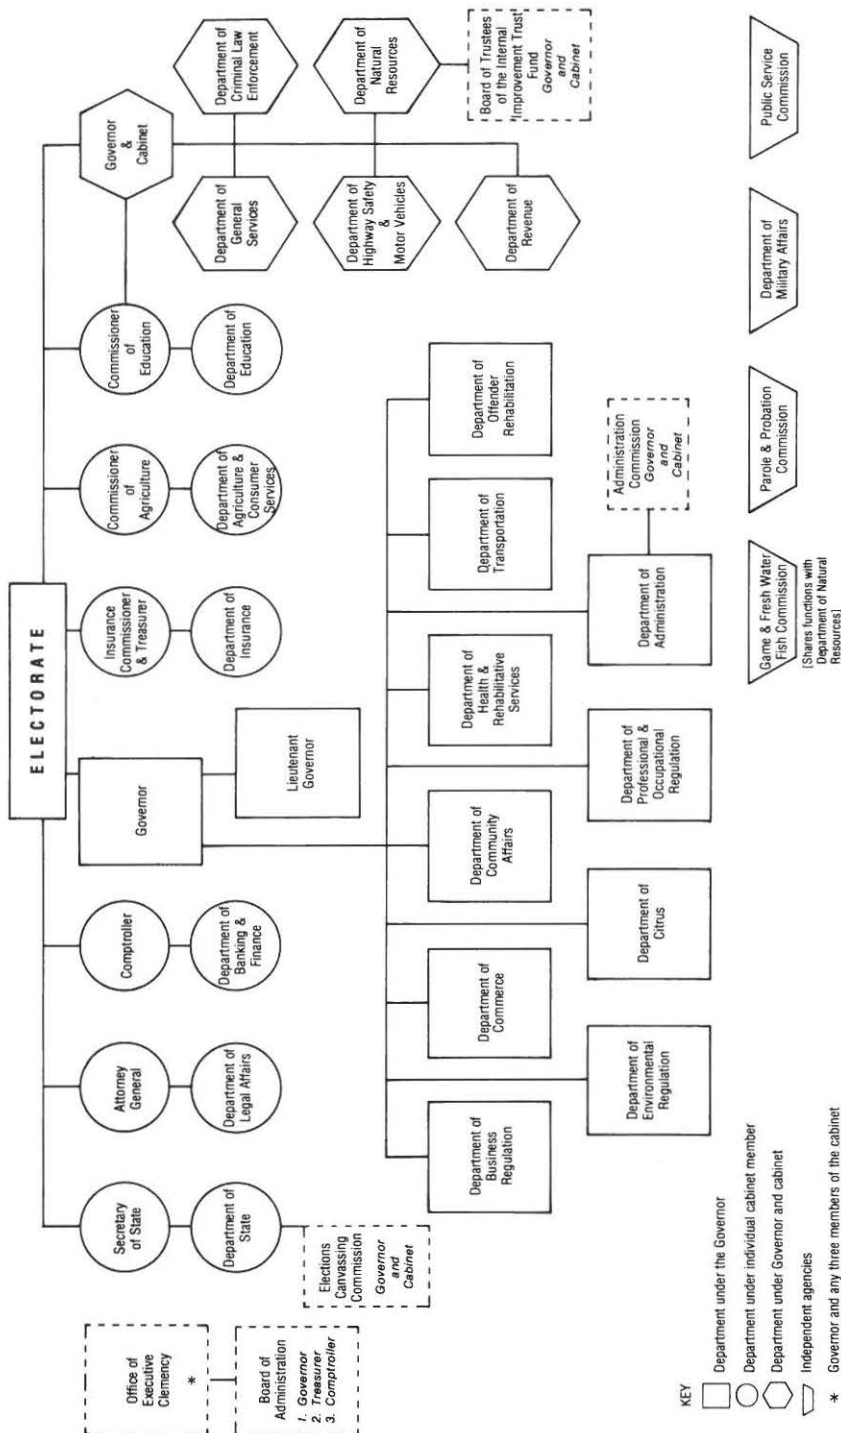 ELECTORATE
Office of
Executive
Clemency
*
Board of
Administration
1. Governor
2. Treasurer
3. Comptroller
Secretary
of State
Department of
State
Elections
Canvassing
Commission
Governor
and
Cabinet
Attorney
General
Department of
Legal Affairs
Comptroller
Department of
Banking &
Finance
Governor
Lieutenant
Governor
Insurance
Commissioner
& Treasurer
Department of
Insurance
Commissioner
of
Agriculture
Department of
Agriculture &
Consumer
Services
Commissioner
of
Education
Department of
Education
Governor
&
Cabinet
Department of
General
Services
Department of
Criminal Law
Enforcement
Department of
Highway Safety
&
Motor Vehicles
Department of
Natural
Resources
Department of
Revenue
Board of Trustees
of the Internal
Improvement Trust
Fund
Governor
and
Cabinet
Department of
Business
Regulation
Department of
Commerce
Department of
Community
Affairs
Department of
Health &
Rehabilitative
Services
Department of
Transportation
Department of
Offender
Rehabilitation
Department of
Environmental
Regulation
Department of
Citrus
Department of
Professional &
Occupational
Regulation
Department of
Administration
Administration
Commission
Governor
and
Cabinet
KEY
Department under the Governor
Department under individual cabinet member
Department under Governor and cabinet
Independent agencies
* Governor and any three members of the cabinet
Game & Fresh Water
Fish Commission
[Shares functions with
Department of Natural
Resources]
Parole & Probation
Commission
Department of
Military Affairs
Public Service
Commission